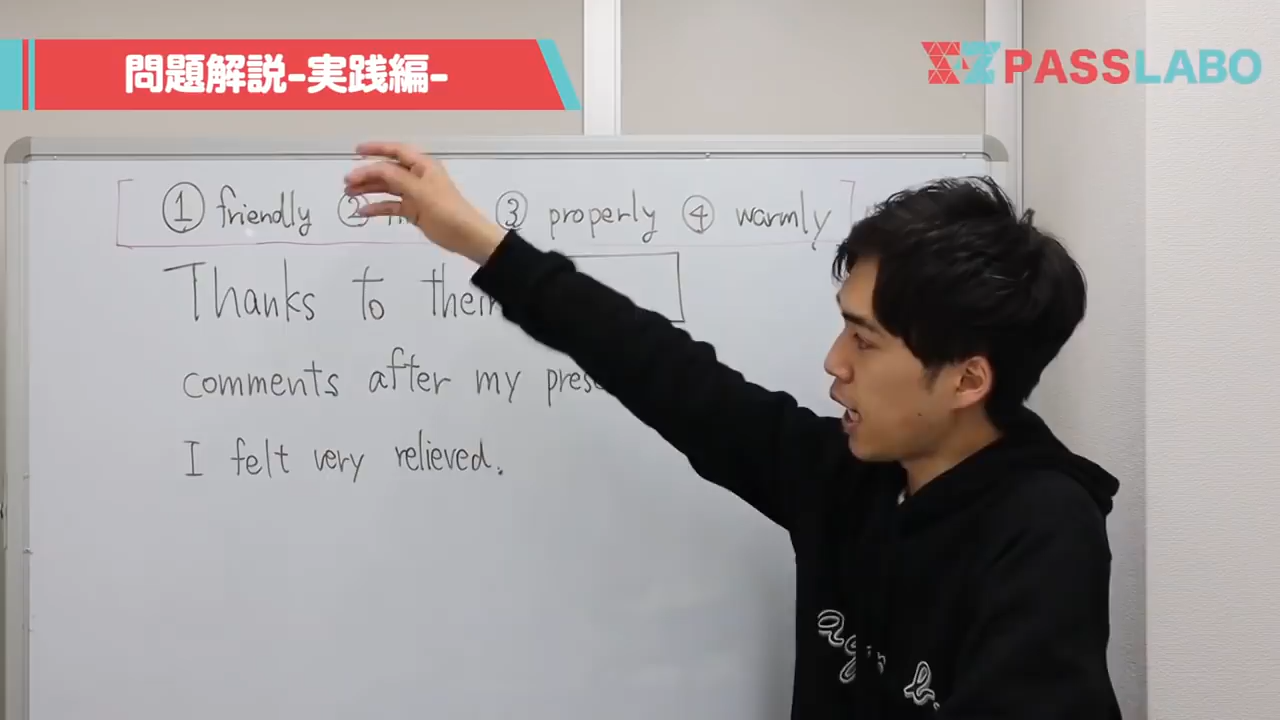 問題解説-実践編-
PASSLABO
① friendly ② ③ properly ④ warmly
Thanks to their
comments after my
I felt very relieved.